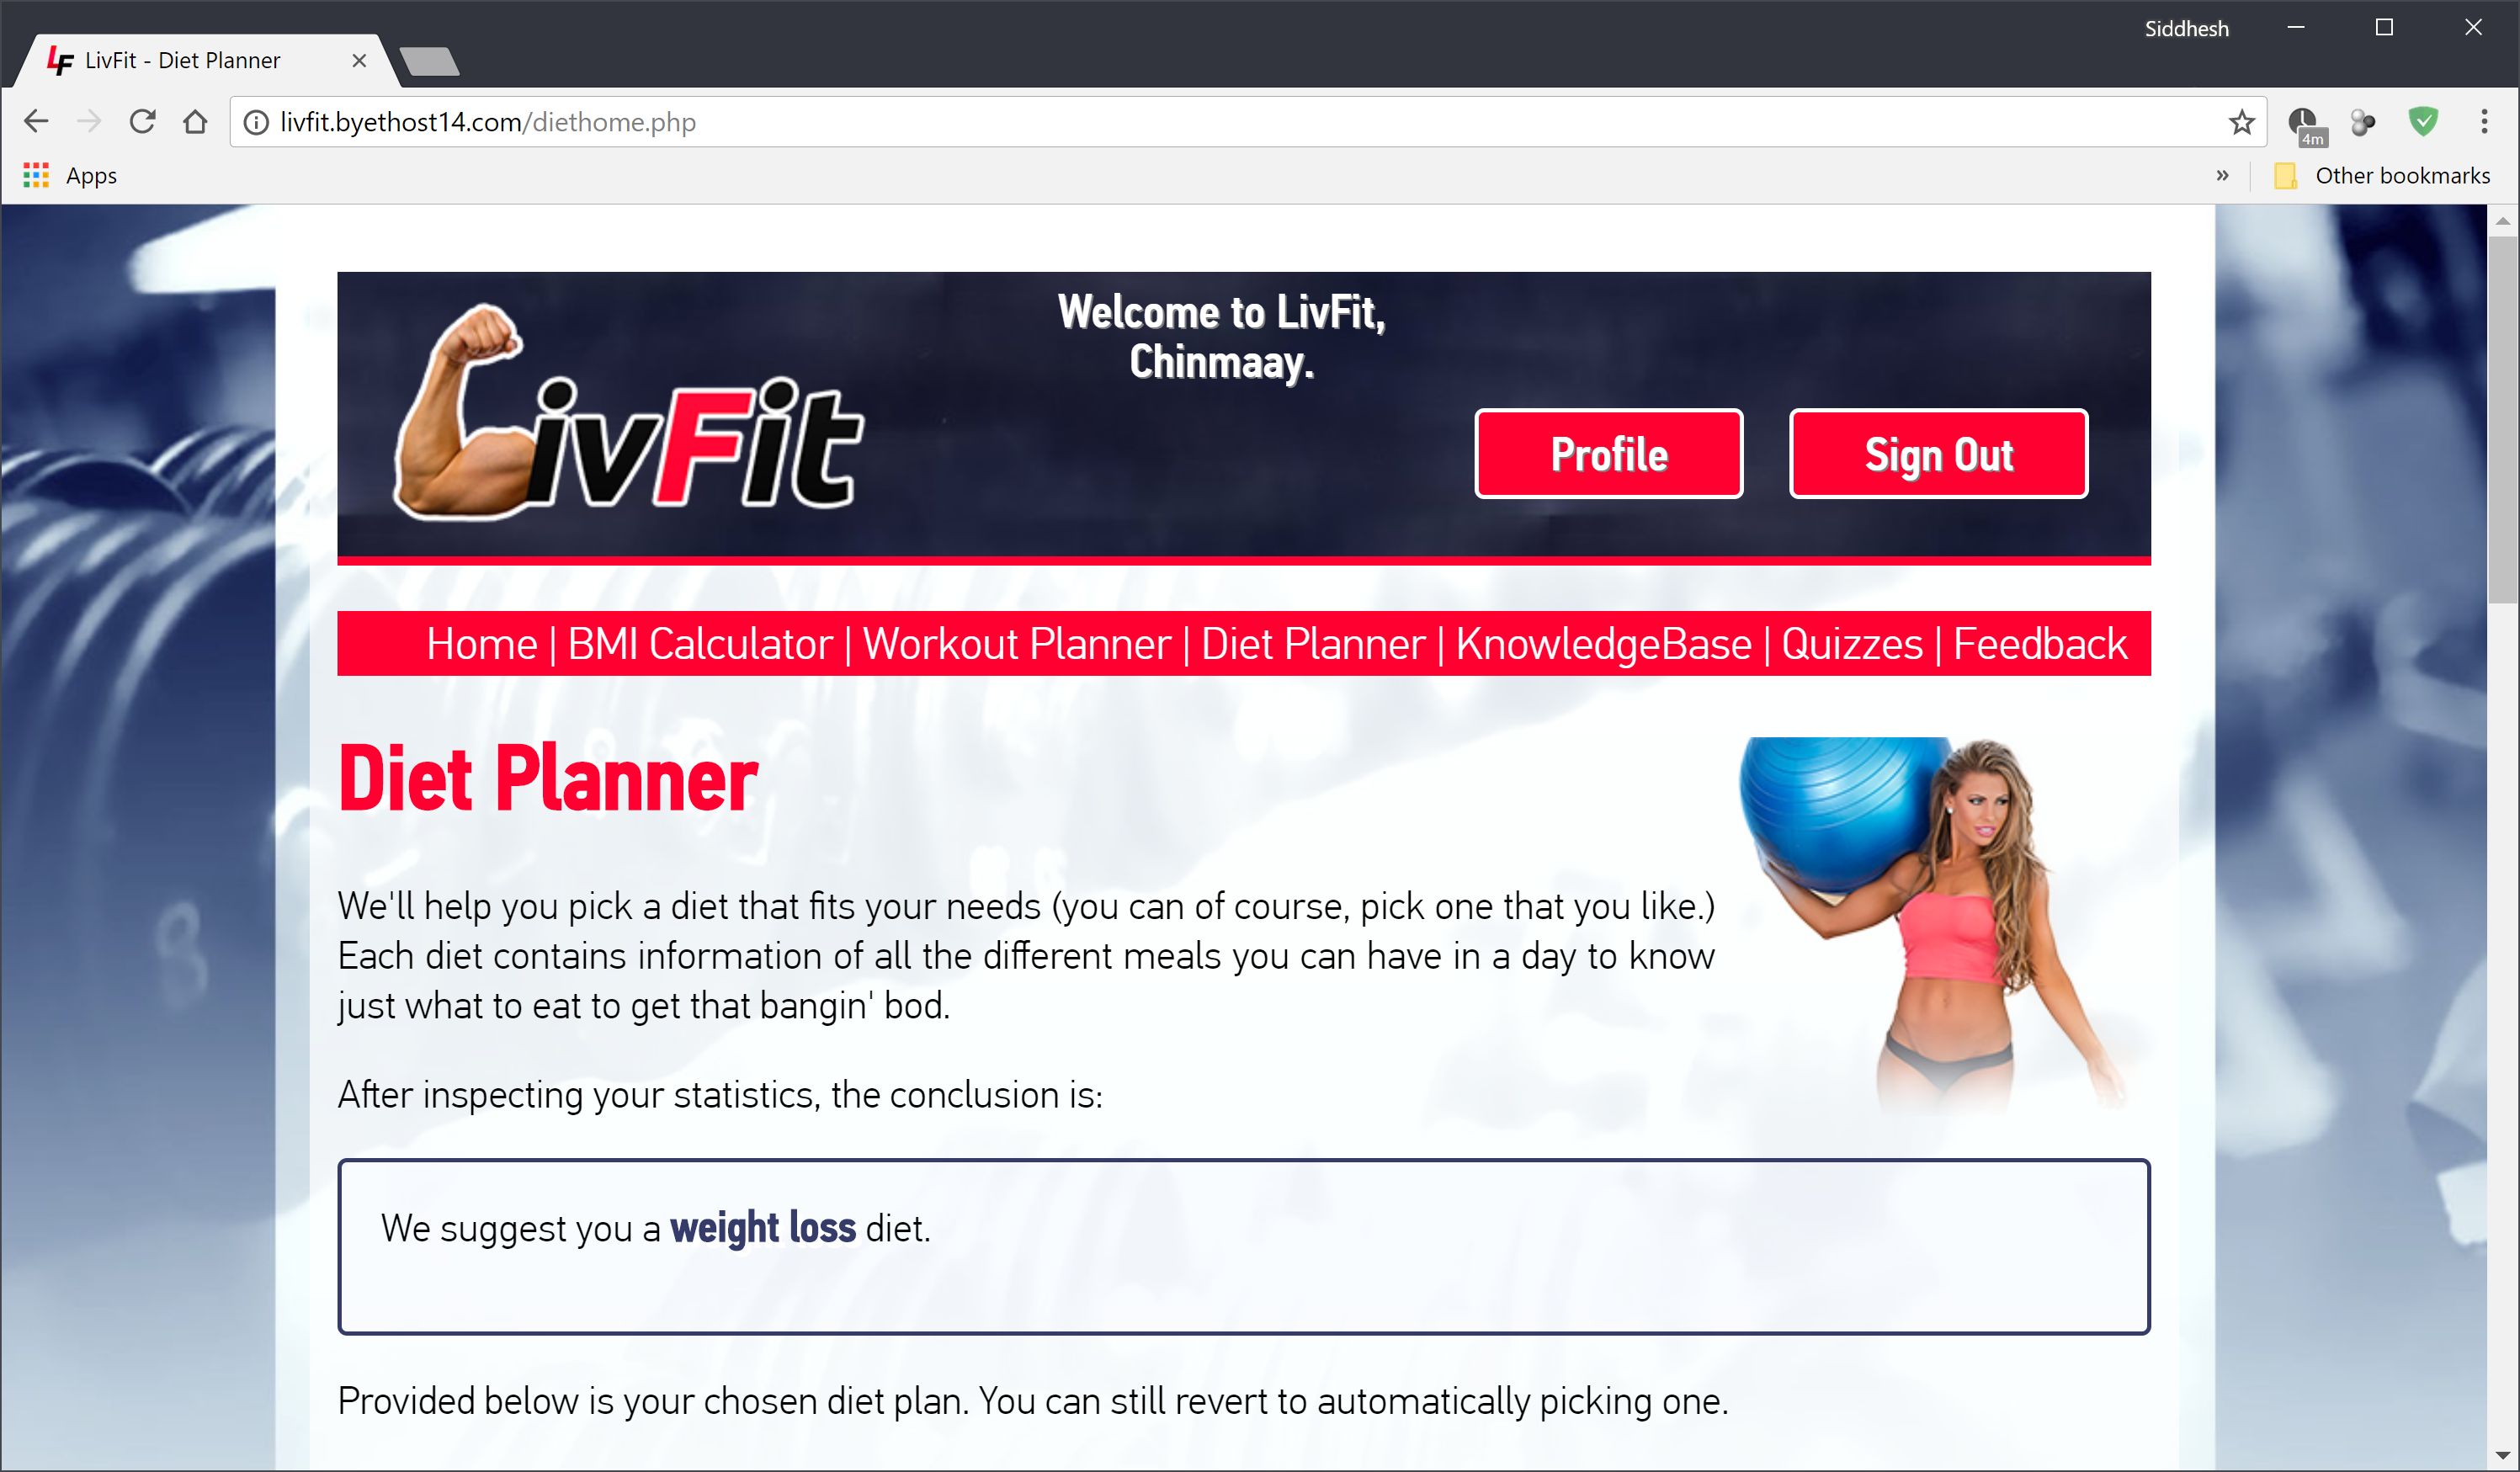 Siddhesh
LF LivFit - Diet Planner
livfit.byethost14.com/diethome.php
4m
Apps
» Other bookmarks
Welcome to LivFit,
Chinmaay.
ivFit
Profile Sign Out
Home | BMI Calculator | Workout Planner | Diet Planner | KnowledgeBase | Quizzes | Feedback
Diet Planner
We'll help you pick a diet that fits your needs (you can of course, pick one that you like.)
Each diet contains information of all the different meals you can have in a day to know
just what to eat to get that bangin' bod.
After inspecting your statistics, the conclusion is:
We suggest you a weight loss diet.
Provided below is your chosen diet plan. You can still revert to automatically picking one.
8